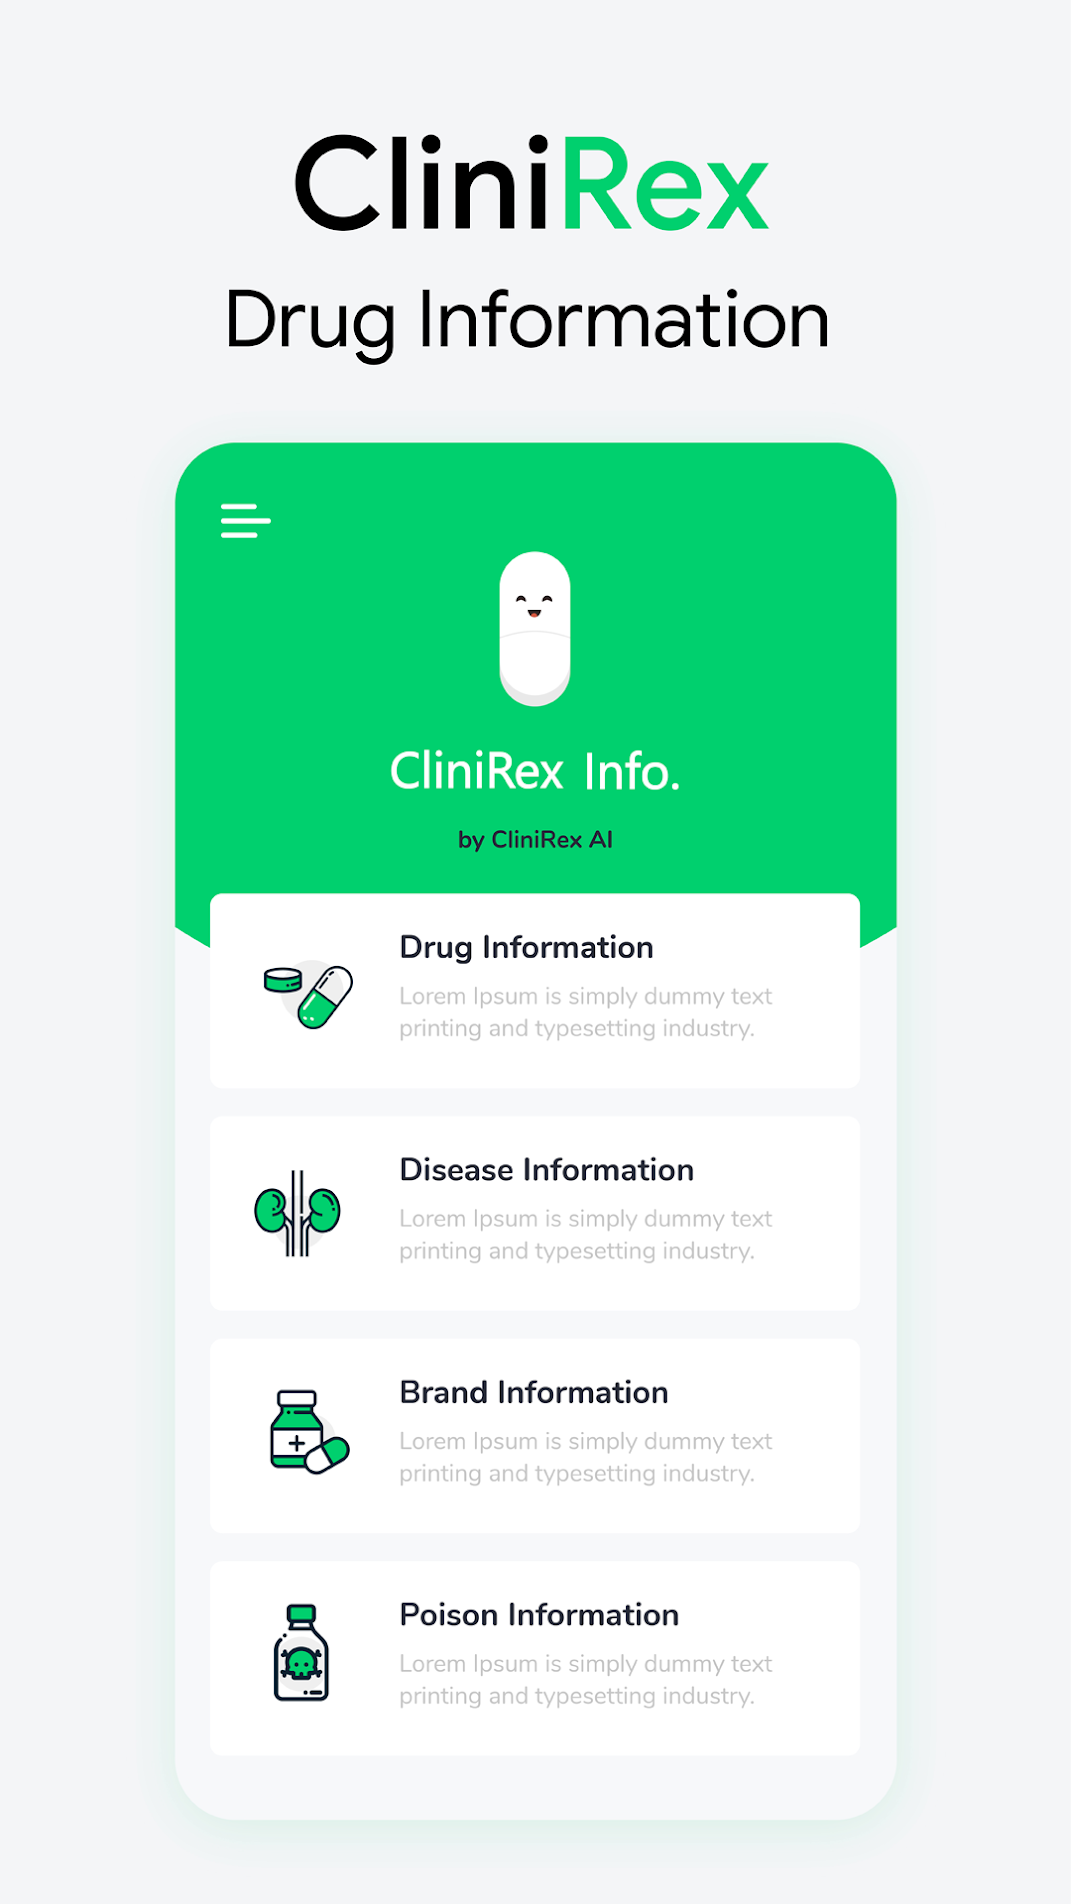 CliniRex
Drug Information
CliniRex Info.
by CliniRex AI
Drug Information
Lorem Ipsum is simply dummy text
printing and typesetting industry.
Disease Information
Lorem Ipsum is simply dummy text
printing and typesetting industry.
Brand Information
Lorem Ipsum is simply dummy text
printing and typesetting industry.
Poison Information
Lorem Ipsum is simply dummy text
printing and typesetting industry.